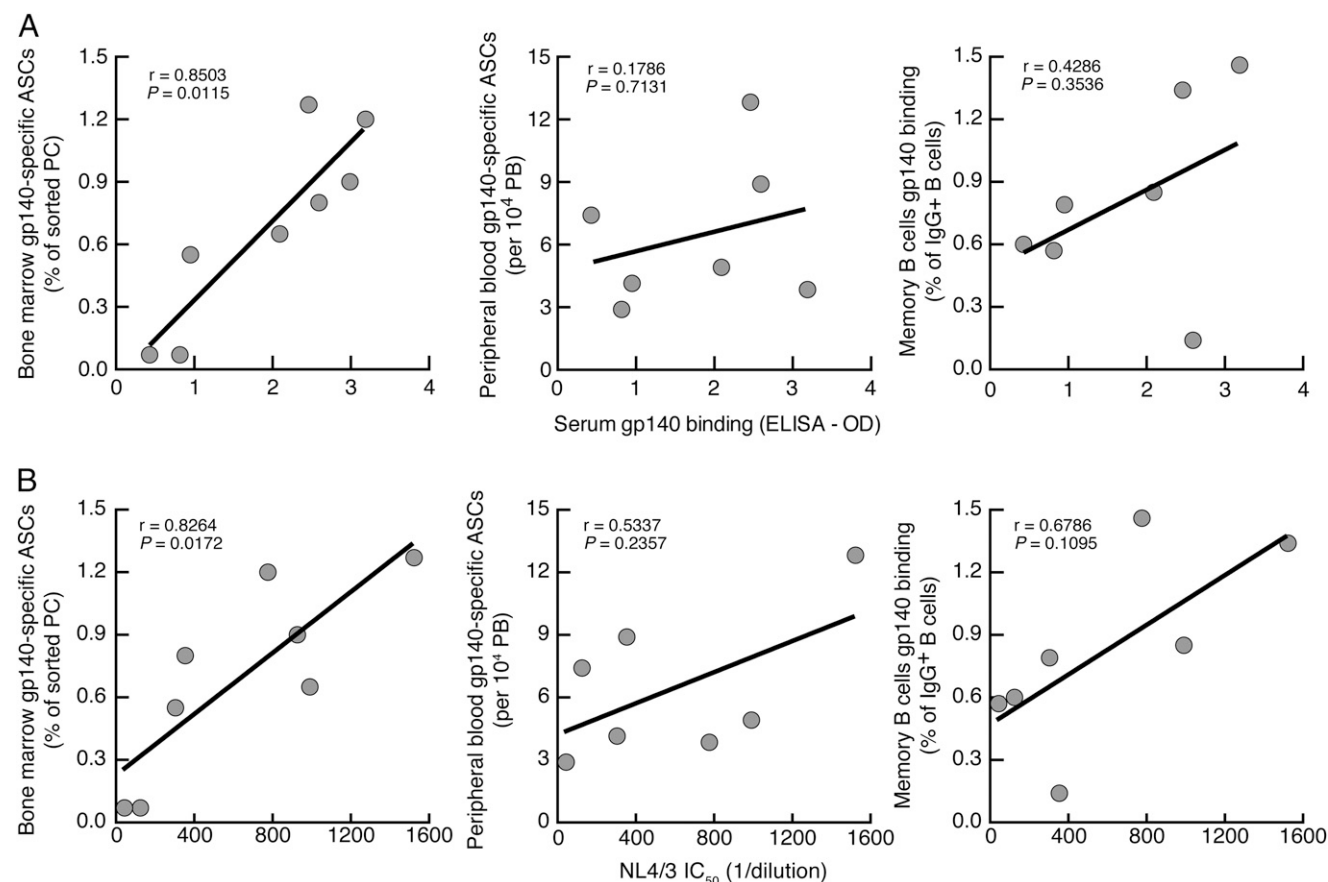 A
Bone marrow gp140-specific ASCs
(% of sorted PC)
1.5
1.2
0.9
0.6
0.3
0.0
r = 0.8503
P = 0.0115
0 1 2 3 4
Peripheral blood gp140-specific ASCs
(per 10⁴ PB)
15
12
9
6
3
0
r = 0.1786
P = 0.7131
0 1 2 3 4
Memory B cells gp140 binding
(% of IgG+ B cells)
1.5
1.2
0.9
0.6
0.3
0.0
r = 0.4286
P = 0.3536
0 1 2 3 4
Serum gp140 binding (ELISA - OD)
B
Bone marrow gp140-specific ASCs
(% of sorted PC)
1.5
1.2
0.9
0.6
0.3
0.0
r = 0.8264
P = 0.0172
0 400 800 1200 1600
Peripheral blood gp140-specific ASCs
(per 10⁴ PB)
15
12
9
6
3
0
r = 0.5337
P = 0.2357
0 400 800 1200 1600
Memory B cells gp140 binding
(% of IgG⁺ B cells)
1.5
1.2
0.9
0.6
0.3
0.0
r = 0.6786
P = 0.1095
0 400 800 1200 1600
NL4/3 IC₅₀ (1/dilution)